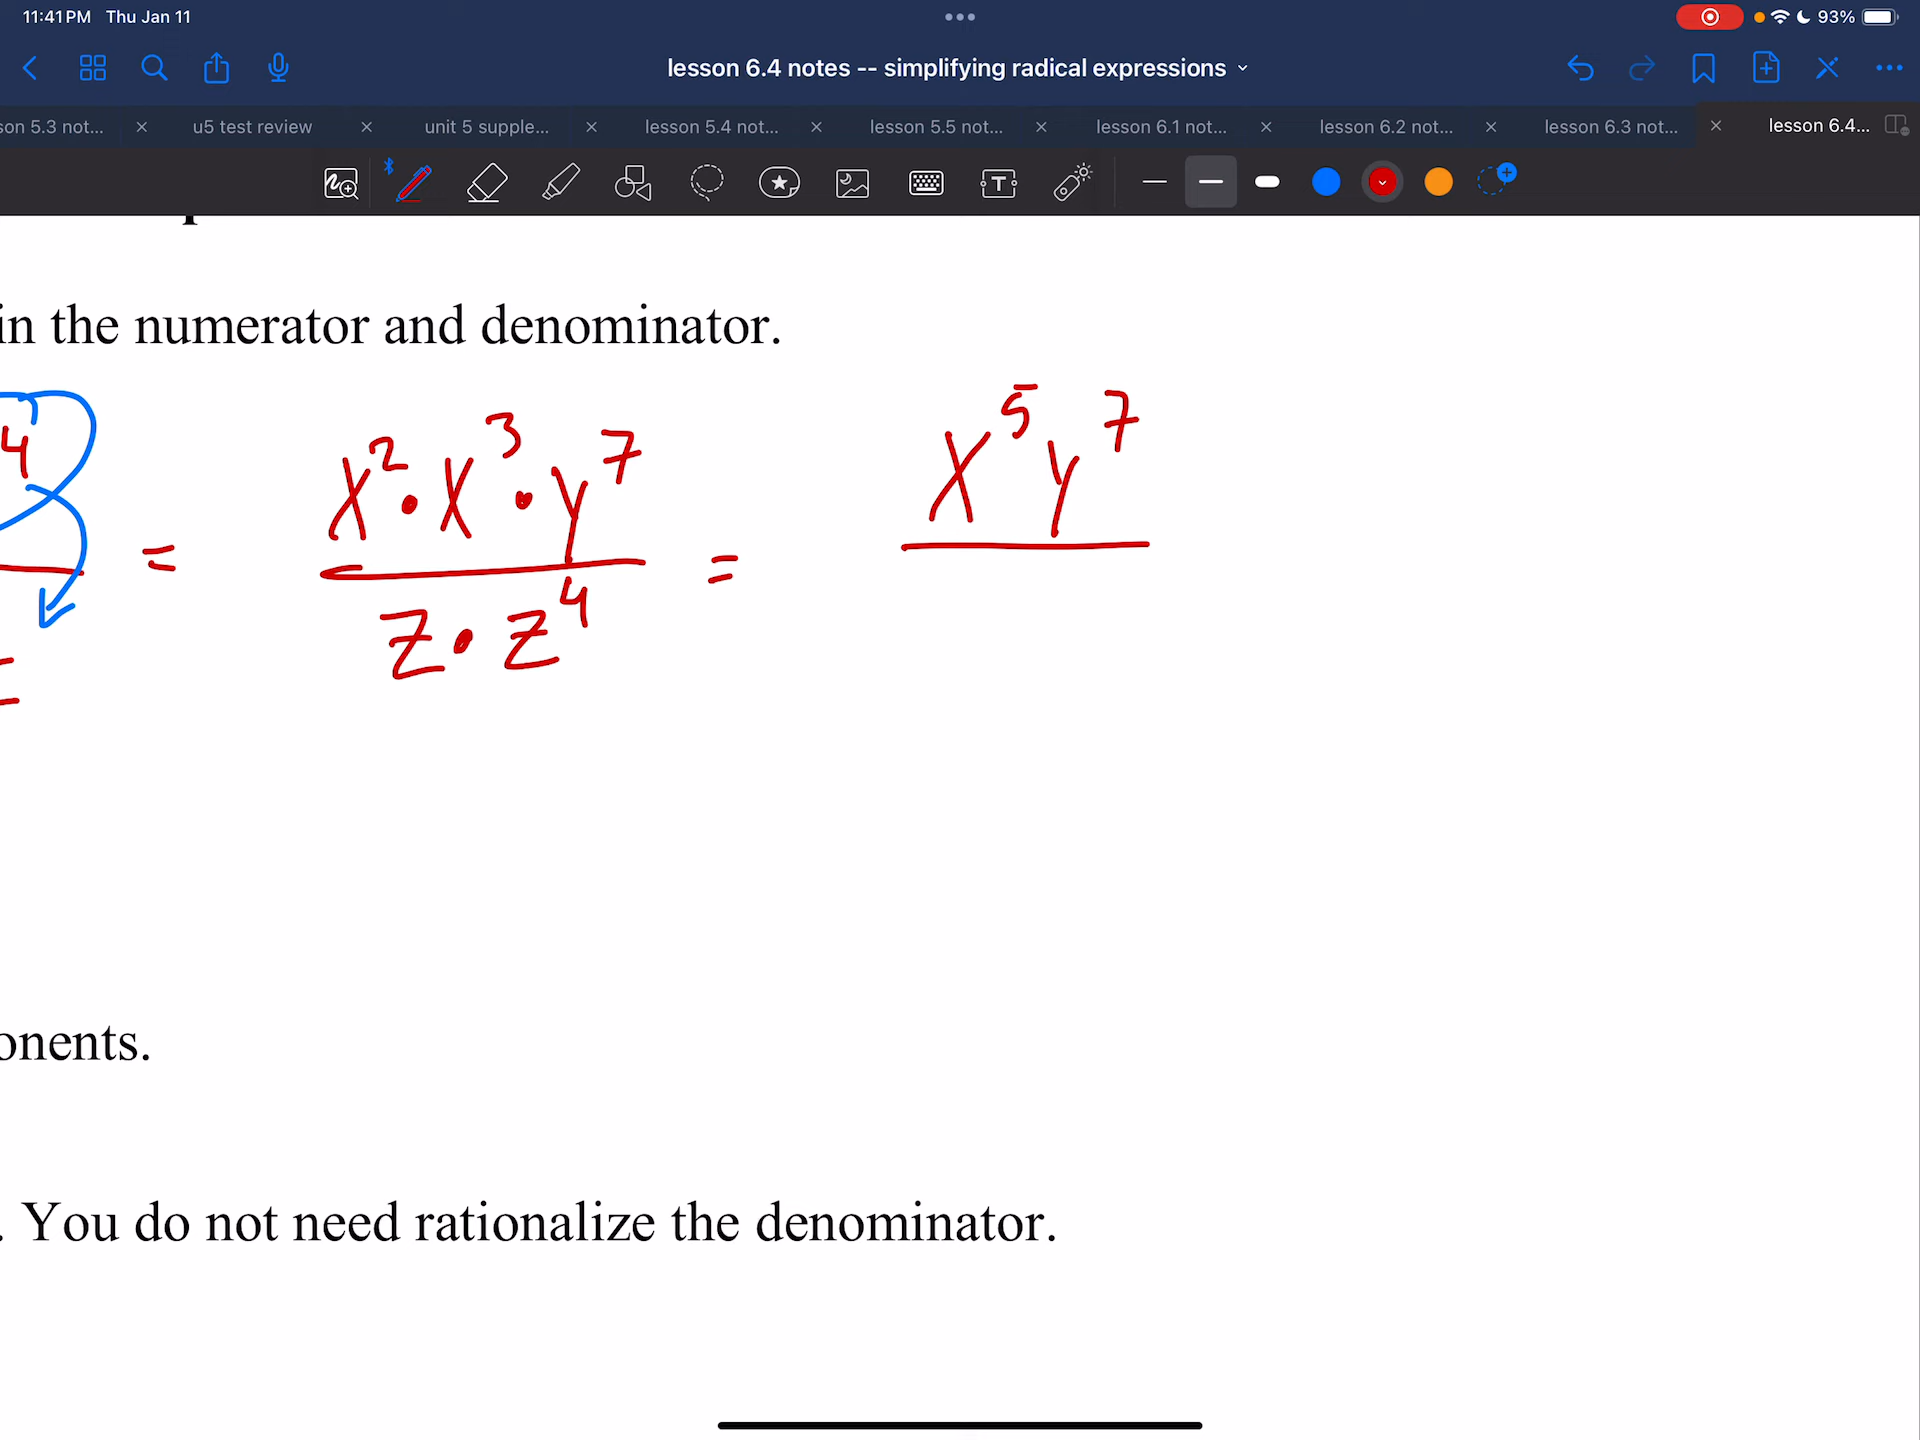 11:41 PM Thu Jan 11 93%
lesson 6.4 notes -- simplifying radical expressions
son 5.3 not... u5 test review unit 5 supple... lesson 5.4 not... lesson 5.5 not... lesson 6.1 not... lesson 6.2 not... lesson 6.3 not... lesson 6.4...
in the numerator and denominator.
4 = x² • x³ • y⁷ / z • z⁴ = x⁵y⁷
onents.
. You do not need rationalize the denominator.